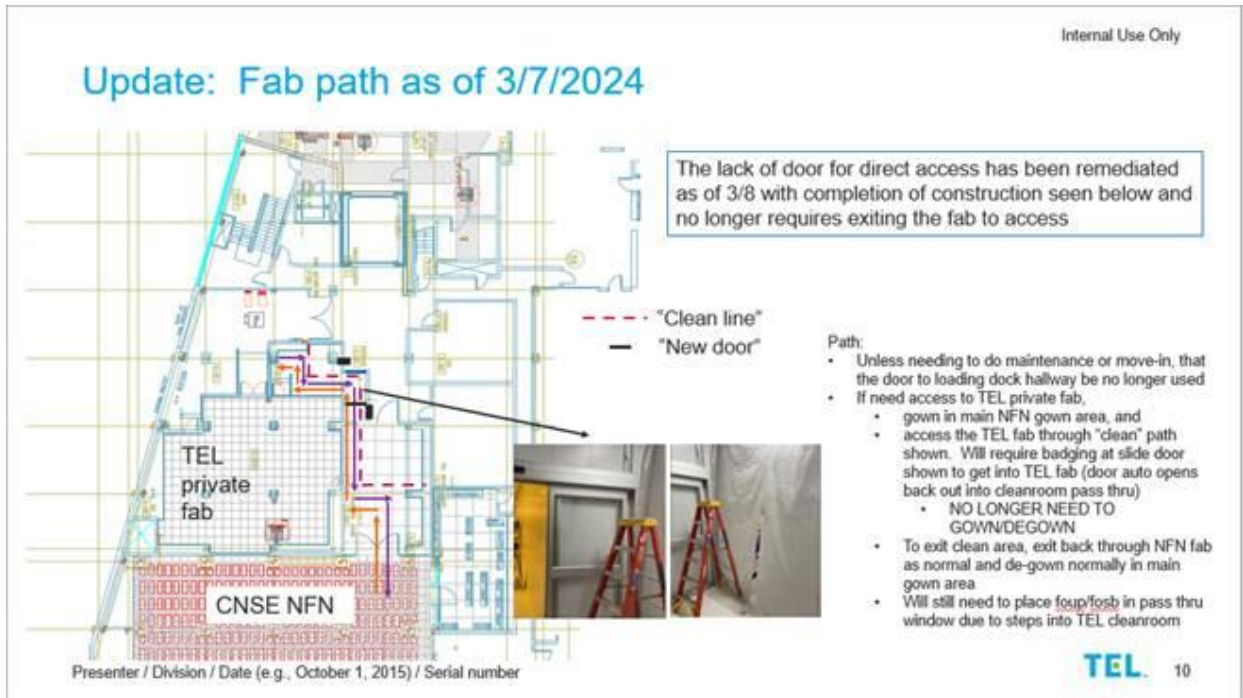 Internal Use Only
Update: Fab path as of 3/7/2024
The lack of door for direct access has been remediated
as of 3/8 with completion of construction seen below and
no longer requires exiting the fab to access
"Clean line"
"New door"
Path:
• Unless needing to do maintenance or move-in, that
the door to loading dock hallway be no longer used
• If need access to TEL private fab,
• gown in main NFN gown area, and
• access the TEL fab through "clean" path
shown. Will require badging at slide door
shown to get into TEL fab (door auto opens
back out into cleanroom pass thru)
• NO LONGER NEED TO
GOWN/DEGOWN
• To exit clean area, exit back through NFN fab
as normal and de-gown normally in main
gown area
• Will still need to place foup/fosb in pass thru
window due to steps into TEL cleanroom
TEL
private
fab
CNSE NFN
Presenter / Division / Date (e.g., October 1, 2015) / Serial number
TEL
10